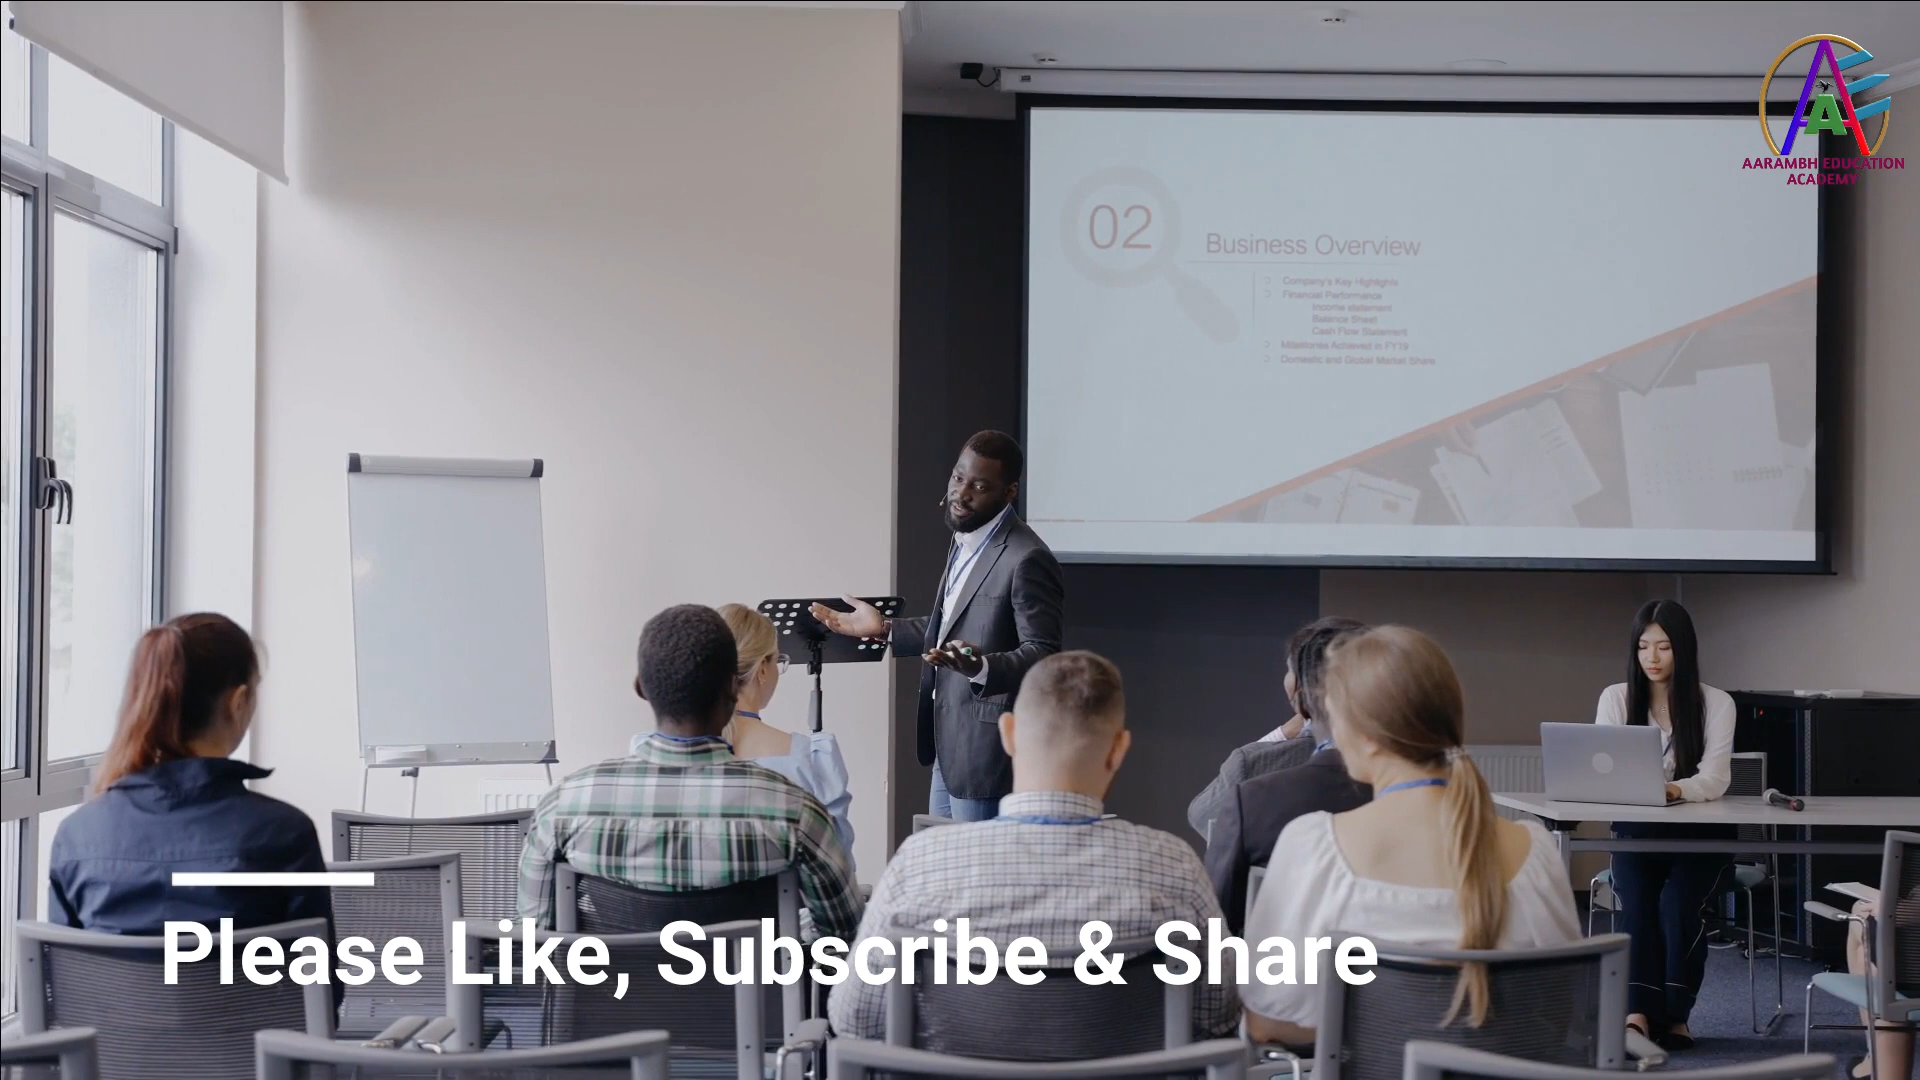 AARAMBH EDUCATION
ACADEMY
02
Business Overview
Company's Key Highlights
Financial Performance
Income statement
Balance Sheet
Cash Flow Statement
Milestones Achieved in FY19
Domestic and Global Market Share
Please Like, Subscribe & Share